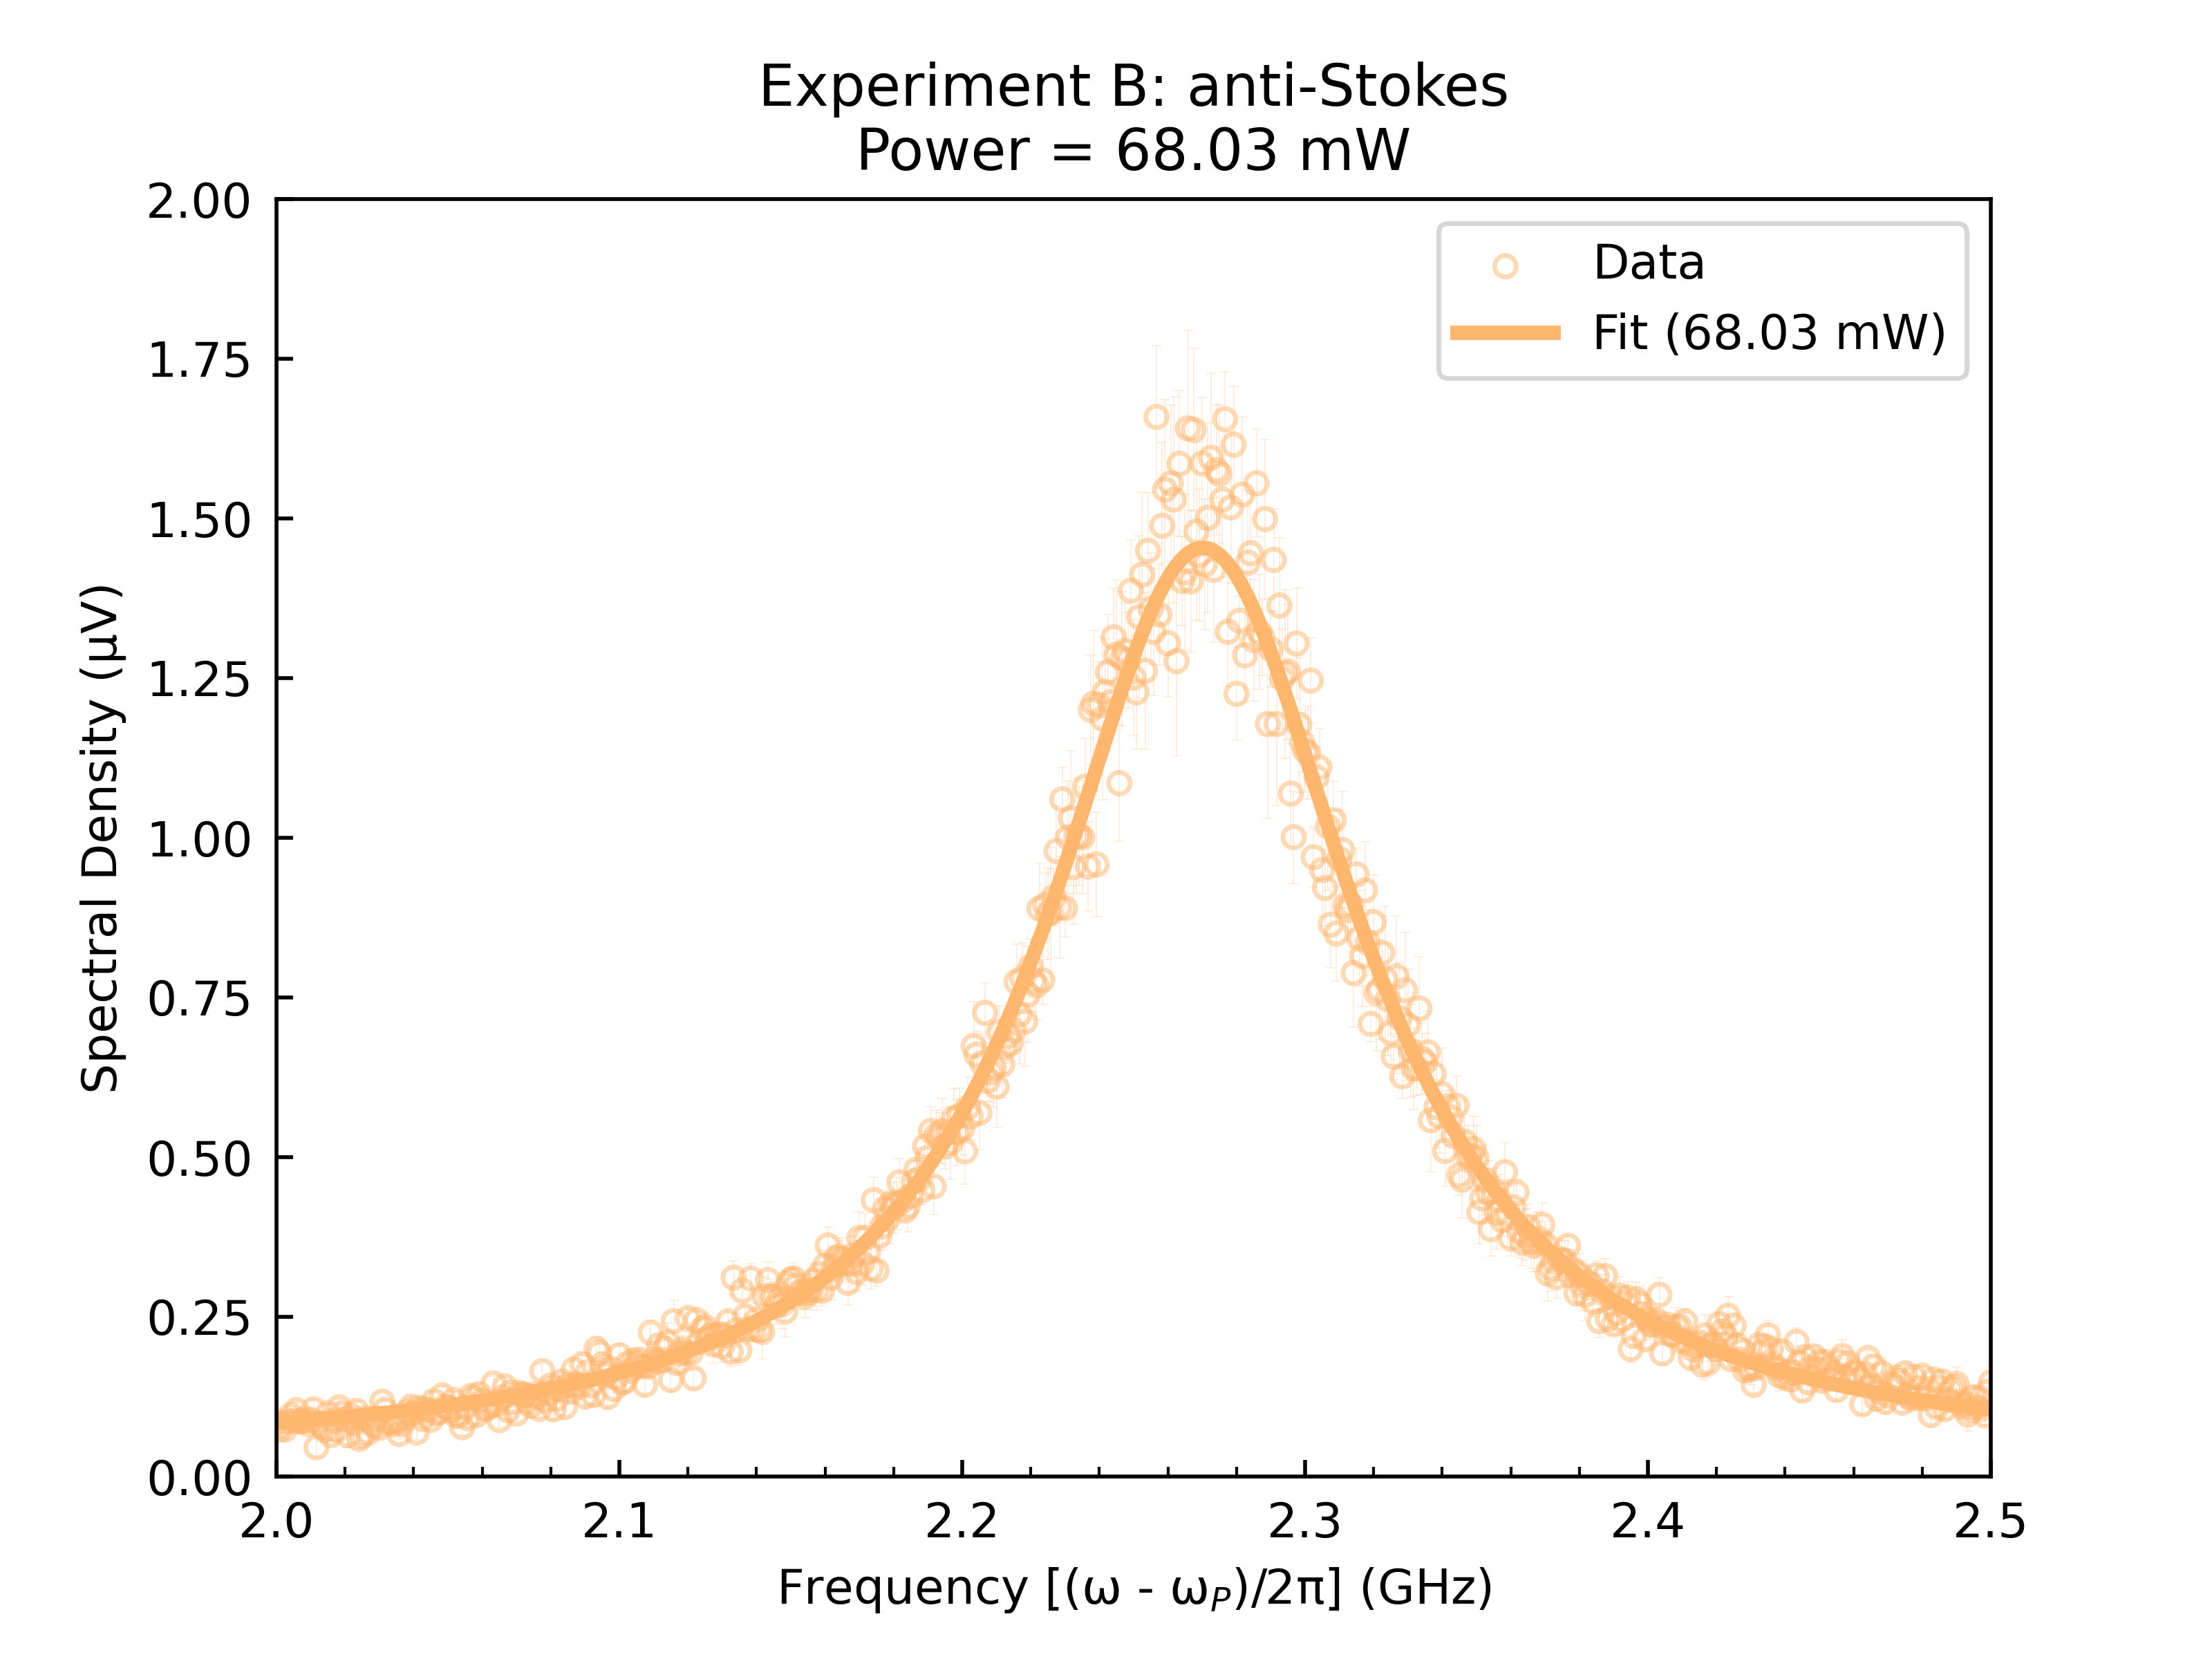 Experiment B: anti-Stokes
Power = 68.03 mW
Data
Fit (68.03 mW)
2.00
1.75
1.50
1.25
1.00
0.75
0.50
0.25
0.00
Spectral Density (μV)
2.0 2.1 2.2 2.3 2.4 2.5
Frequency [(ω - ω_P)/2π] (GHz)